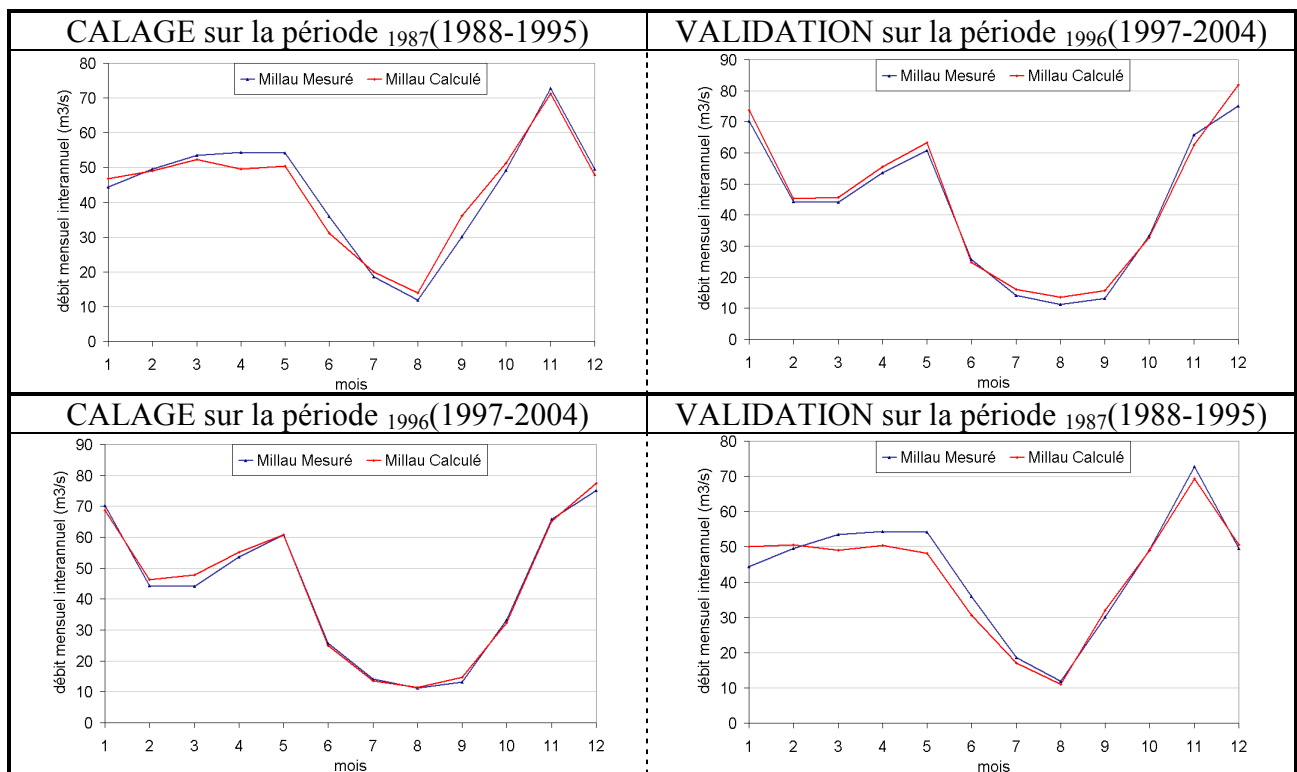 CALAGE sur la période 1987(1988-1995)
80
70
60
50
40
30
20
10
0
débit mensuel interannuel (m3/s)
Millau Mesuré Millau Calculé
1 2 3 4 5 6 7 8 9 10 11 12
mois
VALIDATION sur la période 1996(1997-2004)
90
80
70
60
50
40
30
20
10
0
débit mensuel interannuel (m3/s)
Millau Mesuré Millau Calculé
1 2 3 4 5 6 7 8 9 10 11 12
mois
CALAGE sur la période 1996(1997-2004)
90
80
70
60
50
40
30
20
10
0
débit mensuel interannuel (m3/s)
Millau Mesuré Millau Calculé
1 2 3 4 5 6 7 8 9 10 11 12
mois
VALIDATION sur la période 1987(1988-1995)
80
70
60
50
40
30
20
10
0
débit mensuel interannuel (m3/s)
Millau Mesuré Millau Calculé
1 2 3 4 5 6 7 8 9 10 11 12
mois